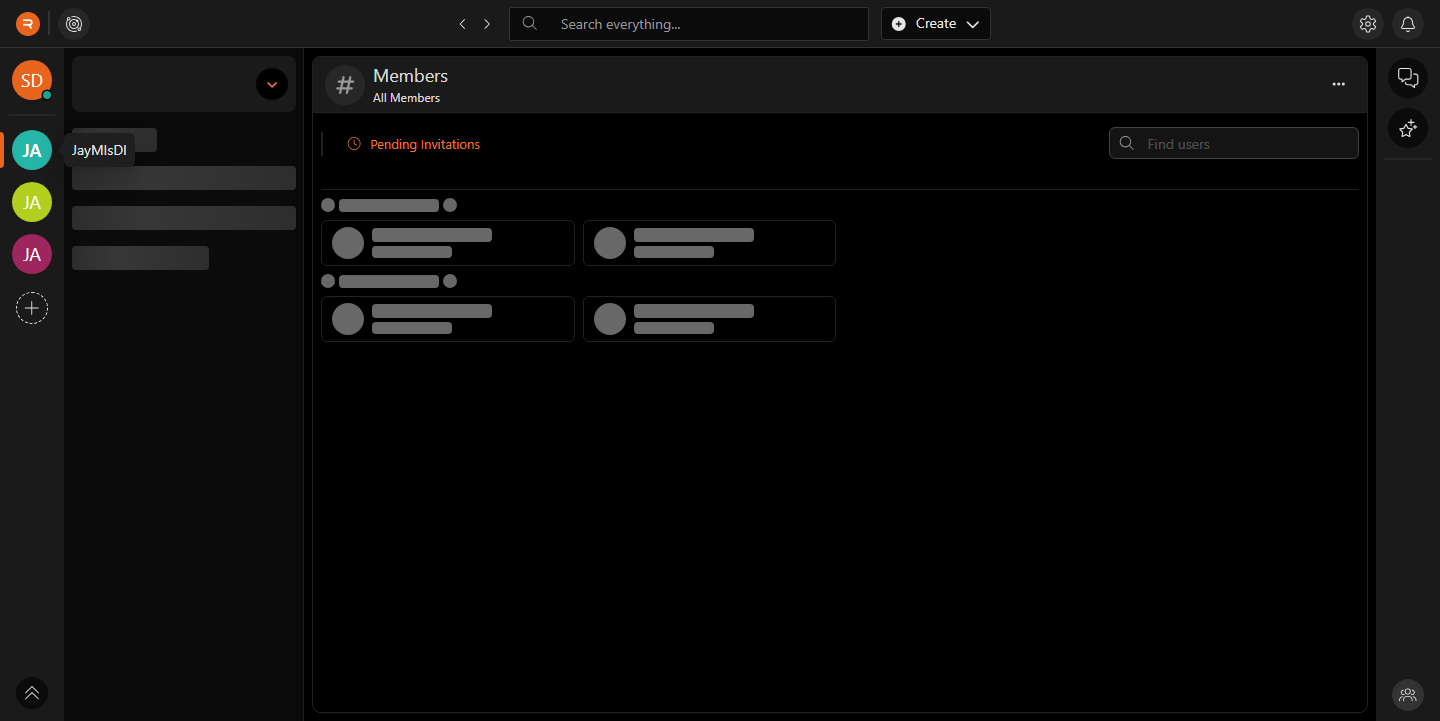 Search everything...
Create
SD
JA
JayMIsDI
JA
JA
Members
All Members
Pending Invitations
Find users